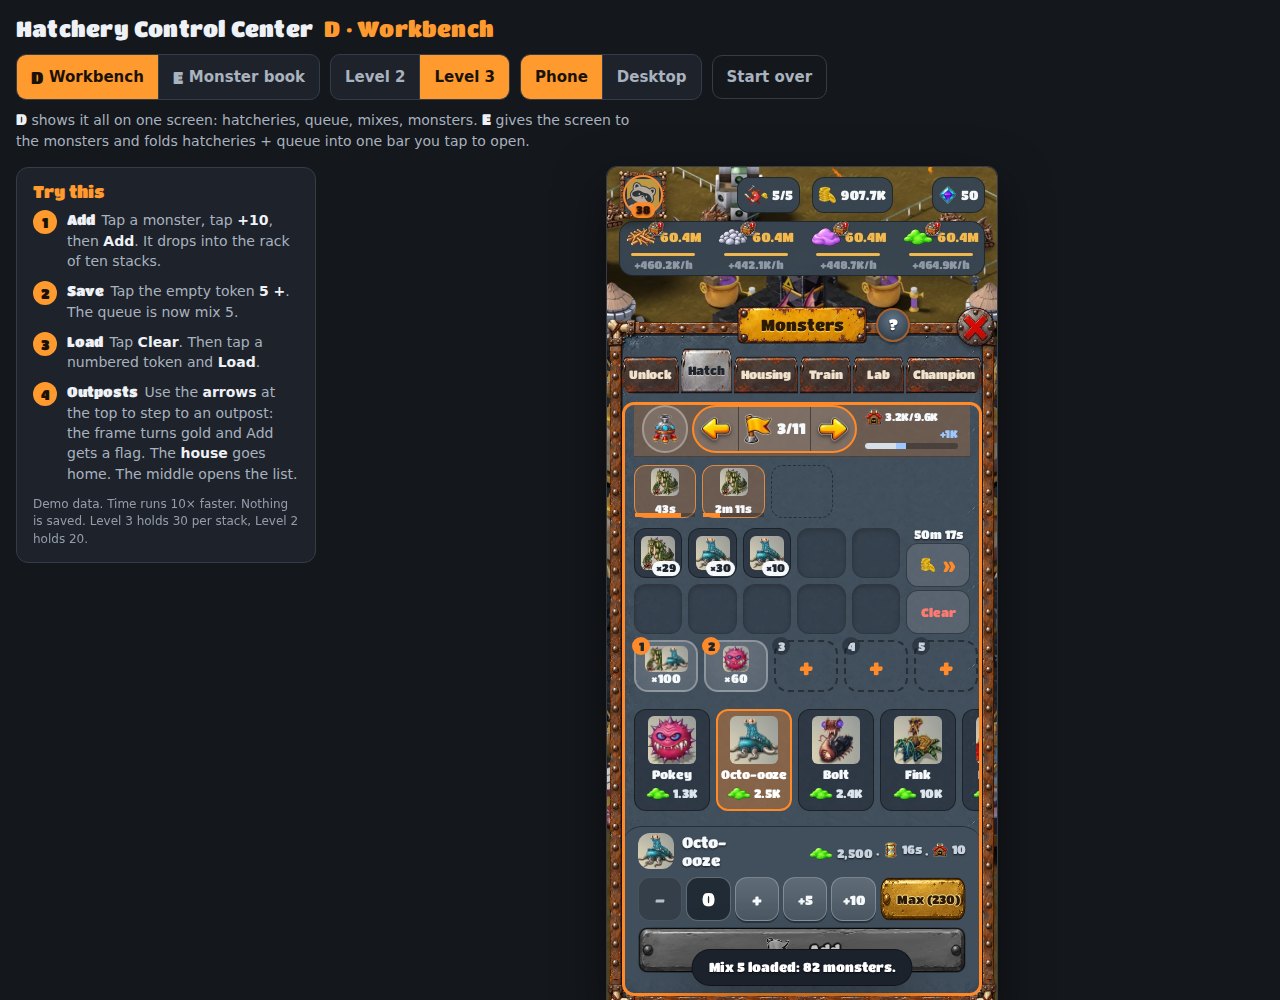 Hatchery Control Center D · Workbench
D Workbench
E Monster book
Level 2
Level 3
Phone
Desktop
Start over
D shows it all on one screen: hatcheries, queue, mixes, monsters. E gives the screen to
the monsters and folds hatcheries + queue into one bar you tap to open.
Try this
1 Add Tap a monster, tap +10,
then Add. It drops into the rack
of ten stacks.
2 Save Tap the empty token 5 +.
The queue is now mix 5.
3 Load Tap Clear. Then tap a
numbered token and Load.
4 Outposts Use the arrows at
the top to step to an outpost:
the frame turns gold and Add
gets a flag. The house goes
home. The middle opens the list.
Demo data. Time runs 10× faster. Nothing
is saved. Level 3 holds 30 per stack, Level 2
holds 20.
30
5/5
907.7K
50
60.4M
60.4M
60.4M
60.4M
+460.2K/h
+442.1K/h
+448.7K/h
+464.9K/h
Monsters
?
Unlock
Hatch
Housing
Train
Lab
Champion
3/11
3.2K/9.6K
+1K
43s
2m 11s
50m 17s
×29
×30
×10
»
Clear
1
2
3
4
5
×100
×60
+
+
+
Pokey
Octo-ooze
Bolt
Fink
1.3K
2.5K
2.4K
10K
Octo-
ooze
2,500 · 16s · 10
−
0
+
+5
+10
Max (230)
Add
Mix 5 loaded: 82 monsters.